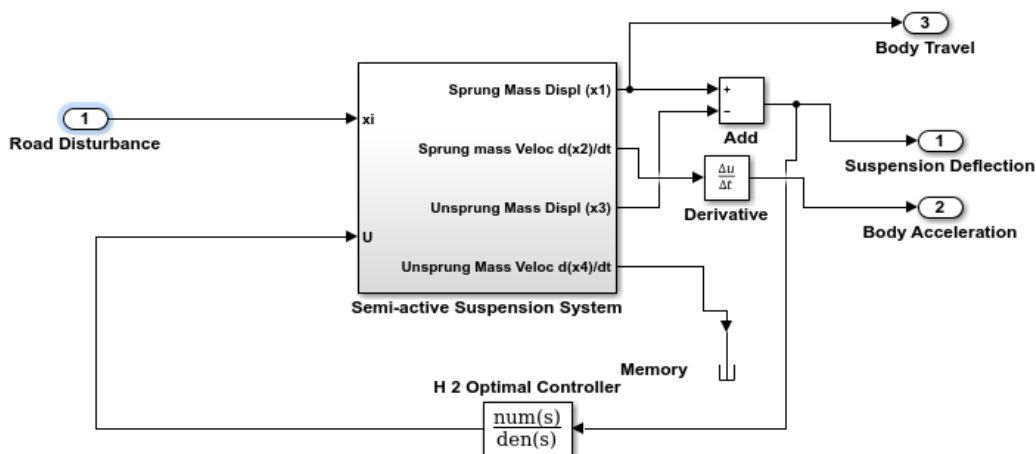 3
Body Travel
Sprung Mass Displ (x1)
+
1
xi
−
Road Disturbance
Add
Sprung mass Veloc d(x2)/dt
1
Suspension Deflection
Δu
Δt
Unsprung Mass Displ (x3)
Derivative
2
Body Acceleration
U
Unsprung Mass Veloc d(x4)/dt
Semi-active Suspension System
Memory
H 2 Optimal Controller
num(s)
den(s)